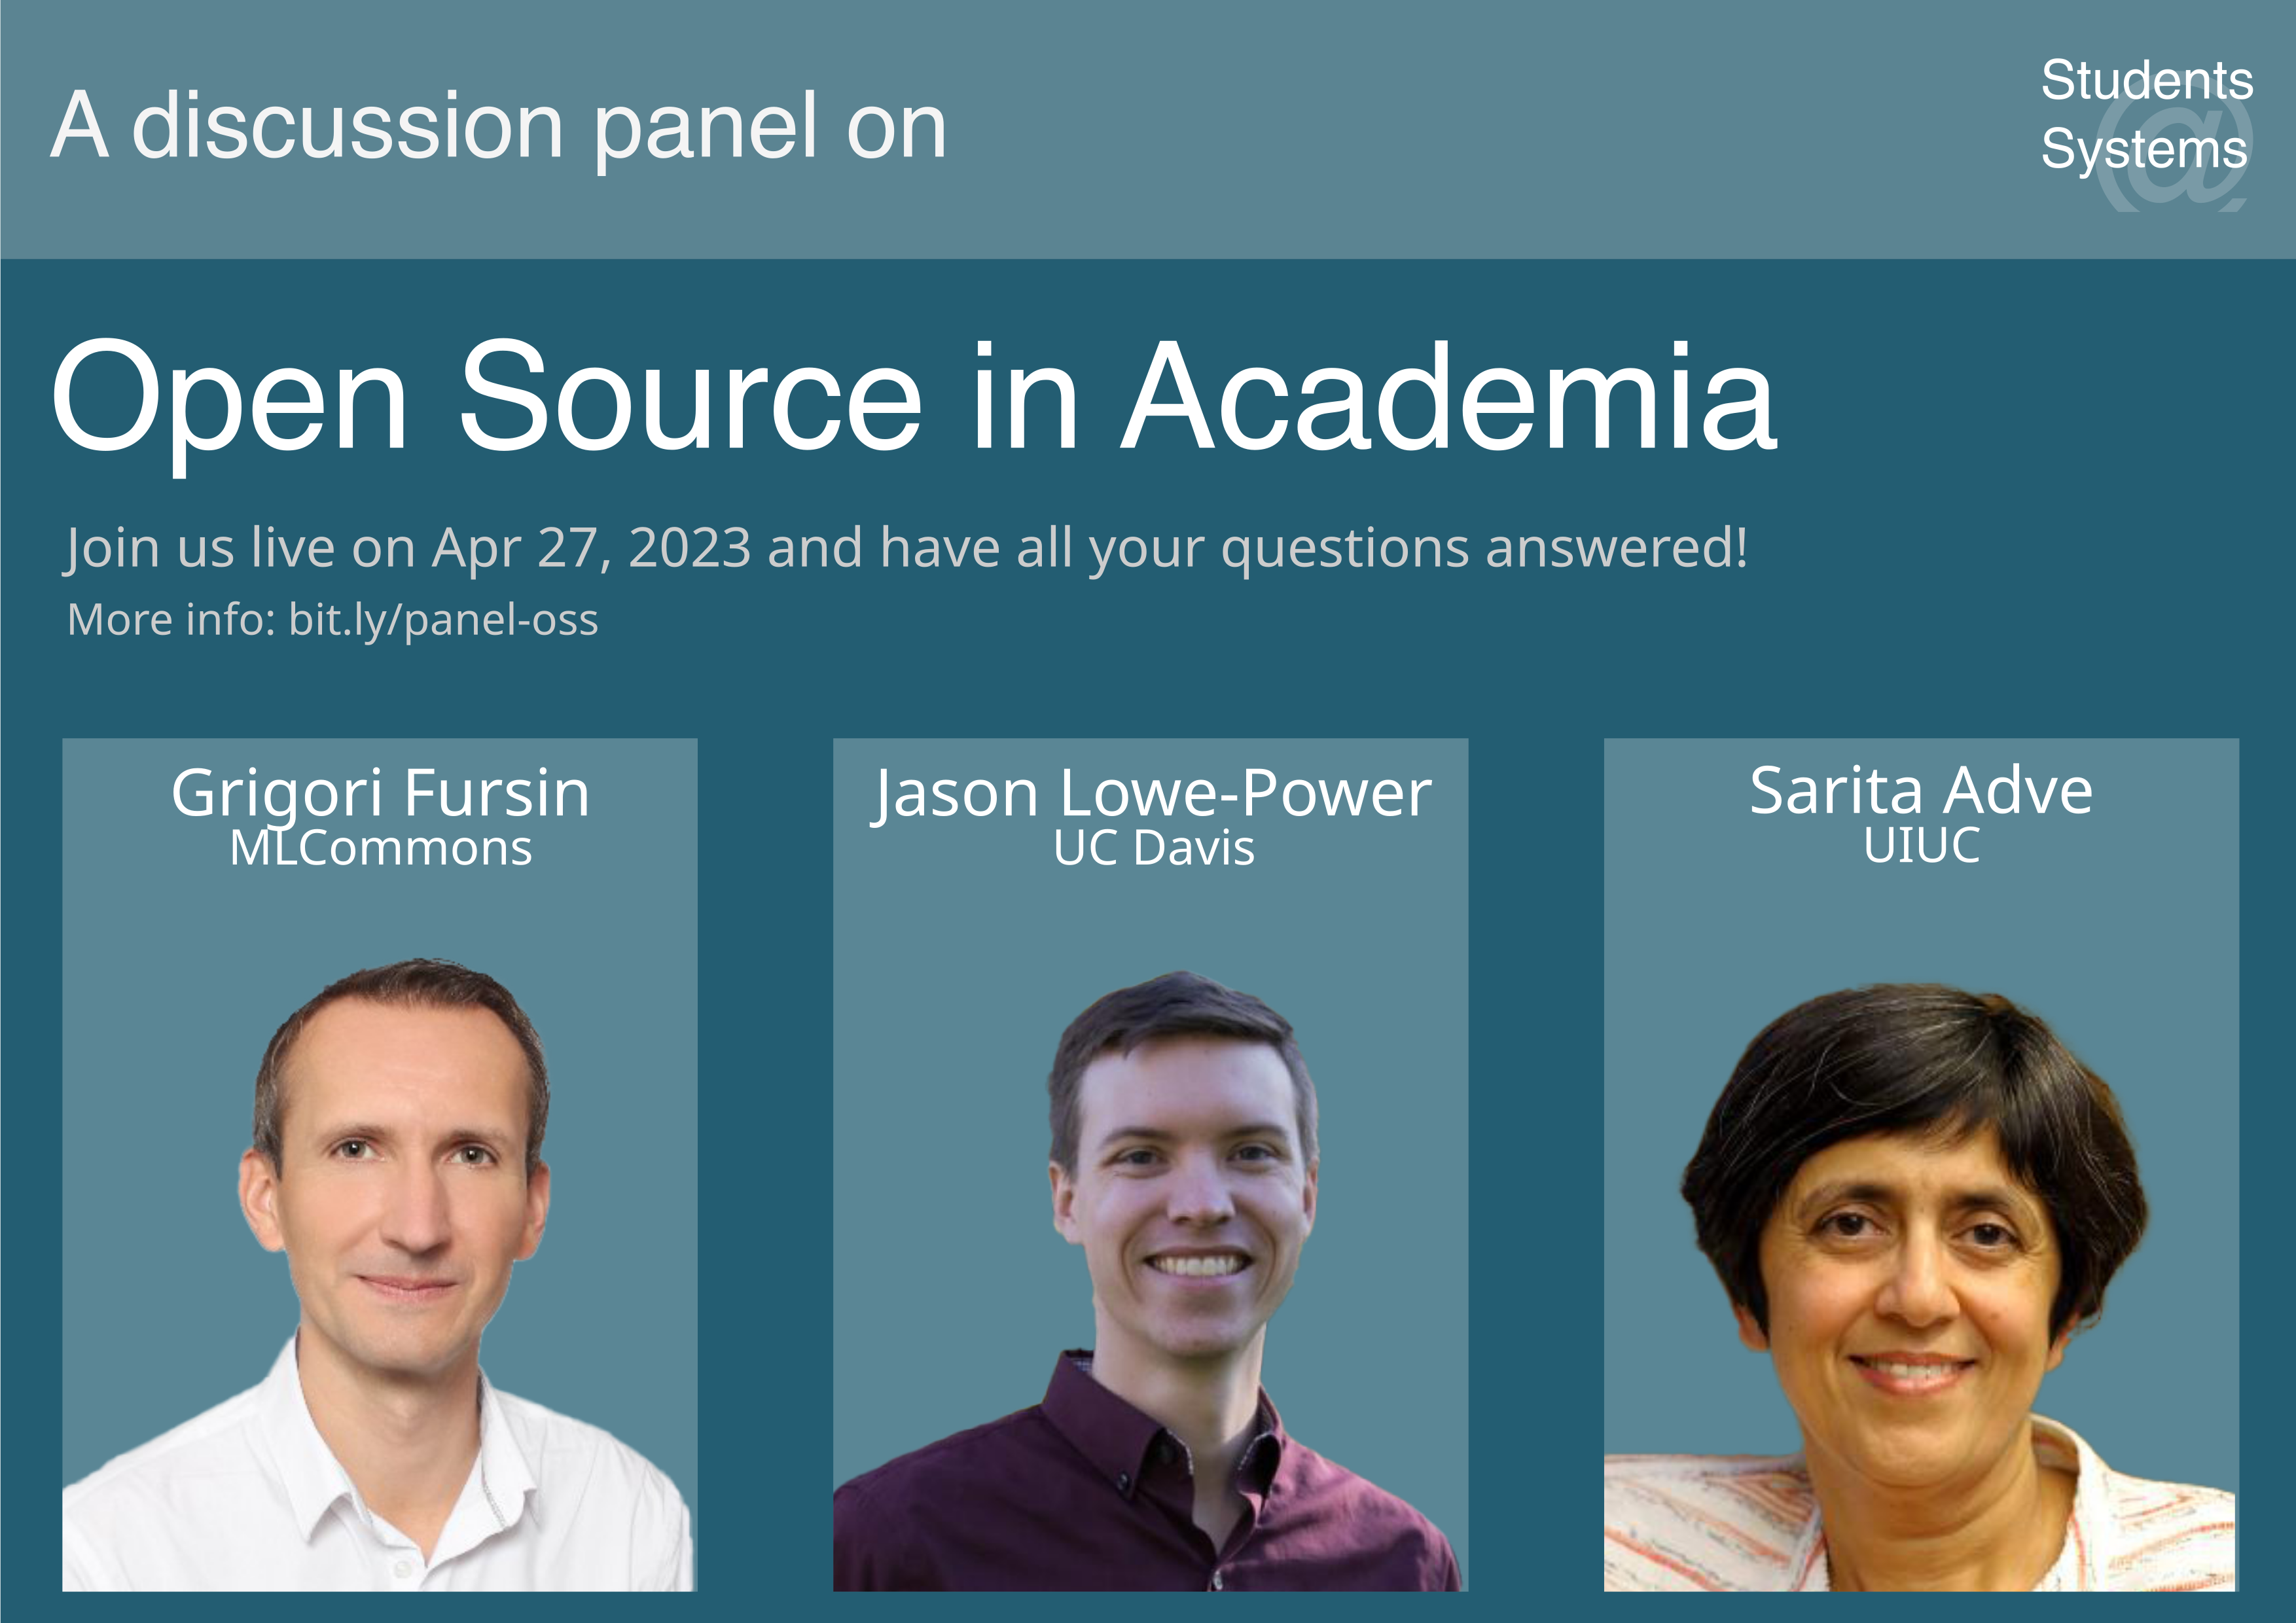 A discussion panel on
Students
@
Systems
Open Source in Academia
Join us live on Apr 27, 2023 and have all your questions answered!
More info: bit.ly/panel-oss
Grigori Fursin
MLCommons
Jason Lowe-Power
UC Davis
Sarita Adve
UIUC